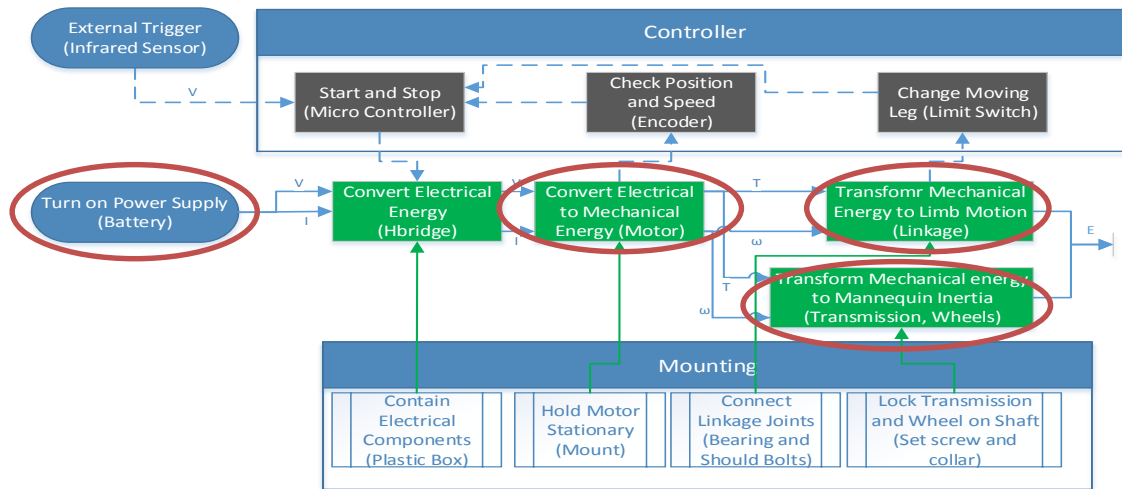 External Trigger
(Infrared Sensor)
Controller
V
Start and Stop
(Micro Controller)
Check Position
and Speed
(Encoder)
Change Moving
Leg (Limit Switch)
Turn on Power Supply
(Battery)
V
I
Convert Electrical
Energy
(Hbridge)
V
I
Convert Electrical
to Mechanical
Energy (Motor)
T
ω
Transfomr Mechanical
Energy to Limb Motion
(Linkage)
E
T
ω
Transform Mechanical energy
to Mannequin Inertia
(Transmission, Wheels)
Mounting
Contain
Electrical
Components
(Plastic Box)
Hold Motor
Stationary
(Mount)
Connect
Linkage Joints
(Bearing and
Should Bolts)
Lock Transmission
and Wheel on Shaft
(Set screw and
collar)